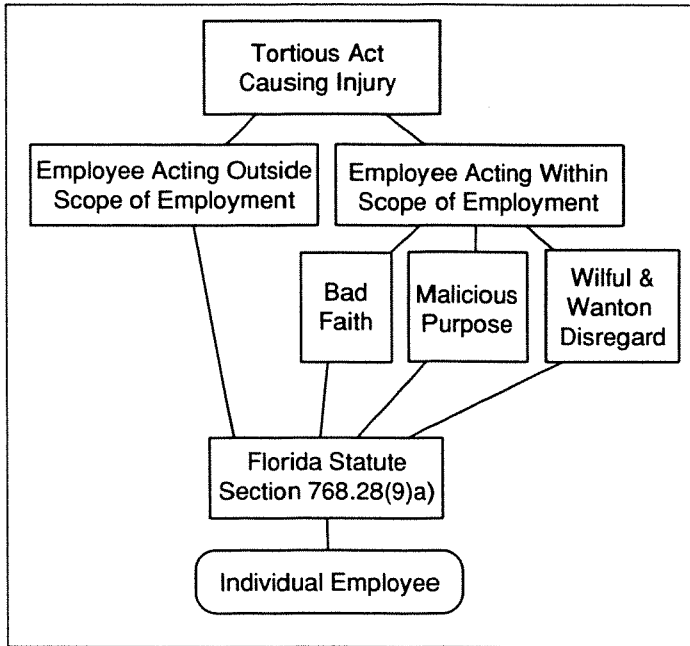 Tortious Act
Causing Injury
Employee Acting Outside
Scope of Employment
Employee Acting Within
Scope of Employment
Bad
Faith
Malicious
Purpose
Wilful &
Wanton
Disregard
Florida Statute
Section 768.28(9)a)
Individual Employee